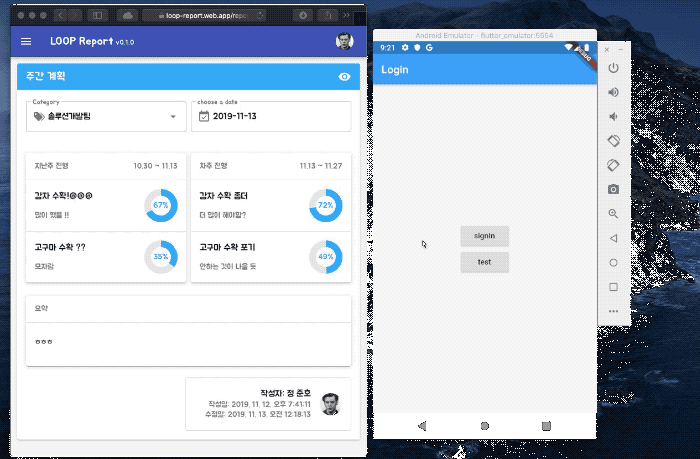 loop-report.web.app/repo
LOOP Report v0.1.0
주간 계획
Category
솔루션개발팀
choose a date
2019-11-13
지난주 진행
10.30 ~ 11.13
감자 수확!@@@
많이 했듬 !!
67%
고구마 수확 ??
모자람
35%
차주 진행
11.13 ~ 11.27
감자 수확 좀더
더 많이 해야함?
72%
고구마 수확 포기
안하는 것이 나을 듯
49%
요약
ㅎㅎㅎ
작성자: 정 준호
작성일: 2019. 11. 12. 오후 7:41:11
수정일: 2019. 11. 13. 오전 12:18:13
Android Emulator - flutter_emulator:5554
9:21
Login
signin
test